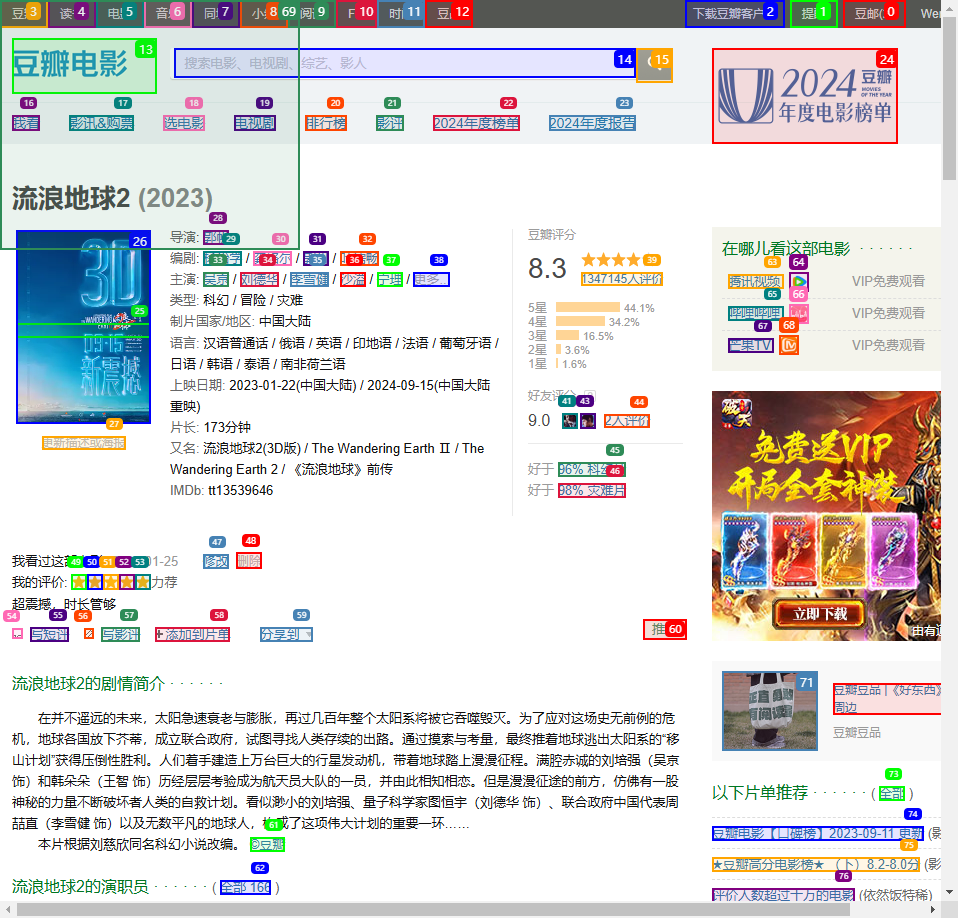 下载豆瓣客户 2 提 1 豆邮( 0 Wen
豆 3 读 4 电 5 音 6 同 7 小 8 69 阅 9 F 10 时 11 豆 12
豆瓣电影 13
搜索电影、电视剧、综艺、影人 14 15
16 17 18 19 20 21 22 23
我看 影讯&购票 选电影 电视剧 排行榜 影评 2024年度榜单 2024年度报告
24
2024 豆瓣
MOVIES OF THE YEAR
年度电影榜单
流浪地球2 (2023)
26
3D
25
27
更新描述或海报
28
导演: 29 30 31 32
编剧: 33 34 35 36 37 38
主演: 吴京 / 刘德华 / 李雪健 / 沙溢 / 宁理 / 更多...
类型: 科幻 / 冒险 / 灾难
制片国家/地区: 中国大陆
语言: 汉语普通话 / 俄语 / 英语 / 印地语 / 法语 / 葡萄牙语 /
日语 / 韩语 / 泰语 / 南非荷兰语
上映日期: 2023-01-22(中国大陆) / 2024-09-15(中国大陆
重映)
片长: 173分钟
又名: 流浪地球2(3D版) / The Wandering Earth Ⅱ / The
Wandering Earth 2 / 《流浪地球》前传
IMDb: tt13539646
豆瓣评分
8.3 39
1347145人评价
5星 44.1%
4星 34.2%
3星 16.5%
2星 3.6%
1星 1.6%
好友评分
41 43 44
9.0 2人评价
45
好于 96% 科幻 46
好于 98% 灾难片
47 48
我看过这 49 50 51 52 53 1-25 修改 删除
我的评价: 力荐
超震撼，时长管够
54 55 56 57 58 59
写短评 写影评 +添加到片单 分享到
推 60
流浪地球2的剧情简介 · · · · · ·
在并不遥远的未来，太阳急速衰老与膨胀，再过几百年整个太阳系将被它吞噬毁灭。为了应对这场史无前例的危
机，地球各国放下芥蒂，成立联合政府，试图寻找人类存续的出路。通过摸索与考量，最终推着地球逃出太阳系的“移
山计划”获得压倒性胜利。人们着手建造上万台巨大的行星发动机，带着地球踏上漫漫征程。满腔赤诚的刘培强（吴京
饰）和韩朵朵（王智 饰）历经层层考验成为航天员大队的一员，并由此相知相恋。但是漫漫征途的前方，仿佛有一股
神秘的力量不断破坏者人类的自救计划。看似渺小的刘培强、量子科学家图恒宇（刘德华 饰）、联合政府中国代表周
喆直（李雪健 饰）以及无数平凡的地球人，构成了这项伟大计划的重要一环……
61
本片根据刘慈欣同名科幻小说改编。 ©豆瓣
62
流浪地球2的演职员 · · · · · · ( 全部 166 )
在哪儿看这部电影 · · · · · ·
63 64
腾讯视频 VIP免费观看
65 66
哔哩哔哩 VIP免费观看
67 68
芒果TV VIP免费观看
免费送VIP
开局全套神装
立即下载
由有道
71 豆瓣豆品 |《好东西》
周边
豆瓣豆品
73
以下片单推荐 · · · · · · ( 全部 )
74
豆瓣电影【口碑榜】2023-09-11 更新 (影
75
★豆瓣高分电影榜★ （下）8.2-8.0分 (影
76
评价人数超过十万的电影 (依然饭特稀)